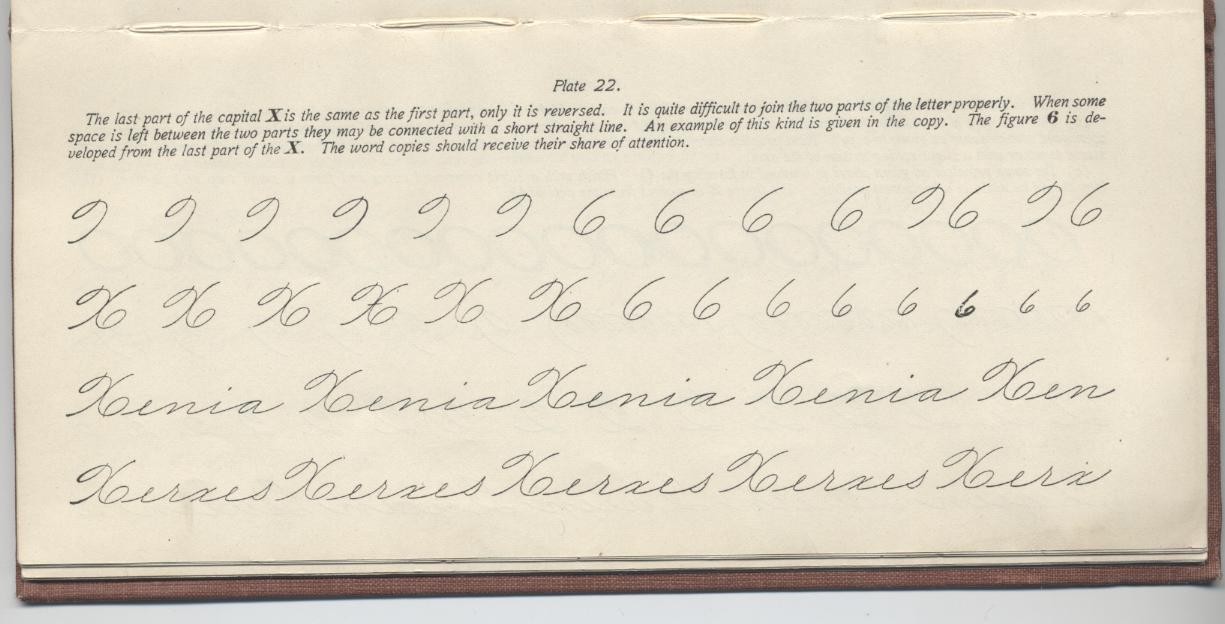 Plate 22.
The last part of the capital X is the same as the first part, only it is reversed. It is quite difficult to join the two parts of the letter properly. When some
space is left between the two parts they may be connected with a short straight line. An example of this kind is given in the copy. The figure 6 is de-
veloped from the last part of the X. The word copies should receive their share of attention.
9 9 9 9 9 9 6 6 6 6 96 96
X X X X X X 6 6 6 6 6 6 6 6
Xenia Xenia Xenia Xenia Xen
Xerxes Xerxes Xerxes Xerxes Xerx